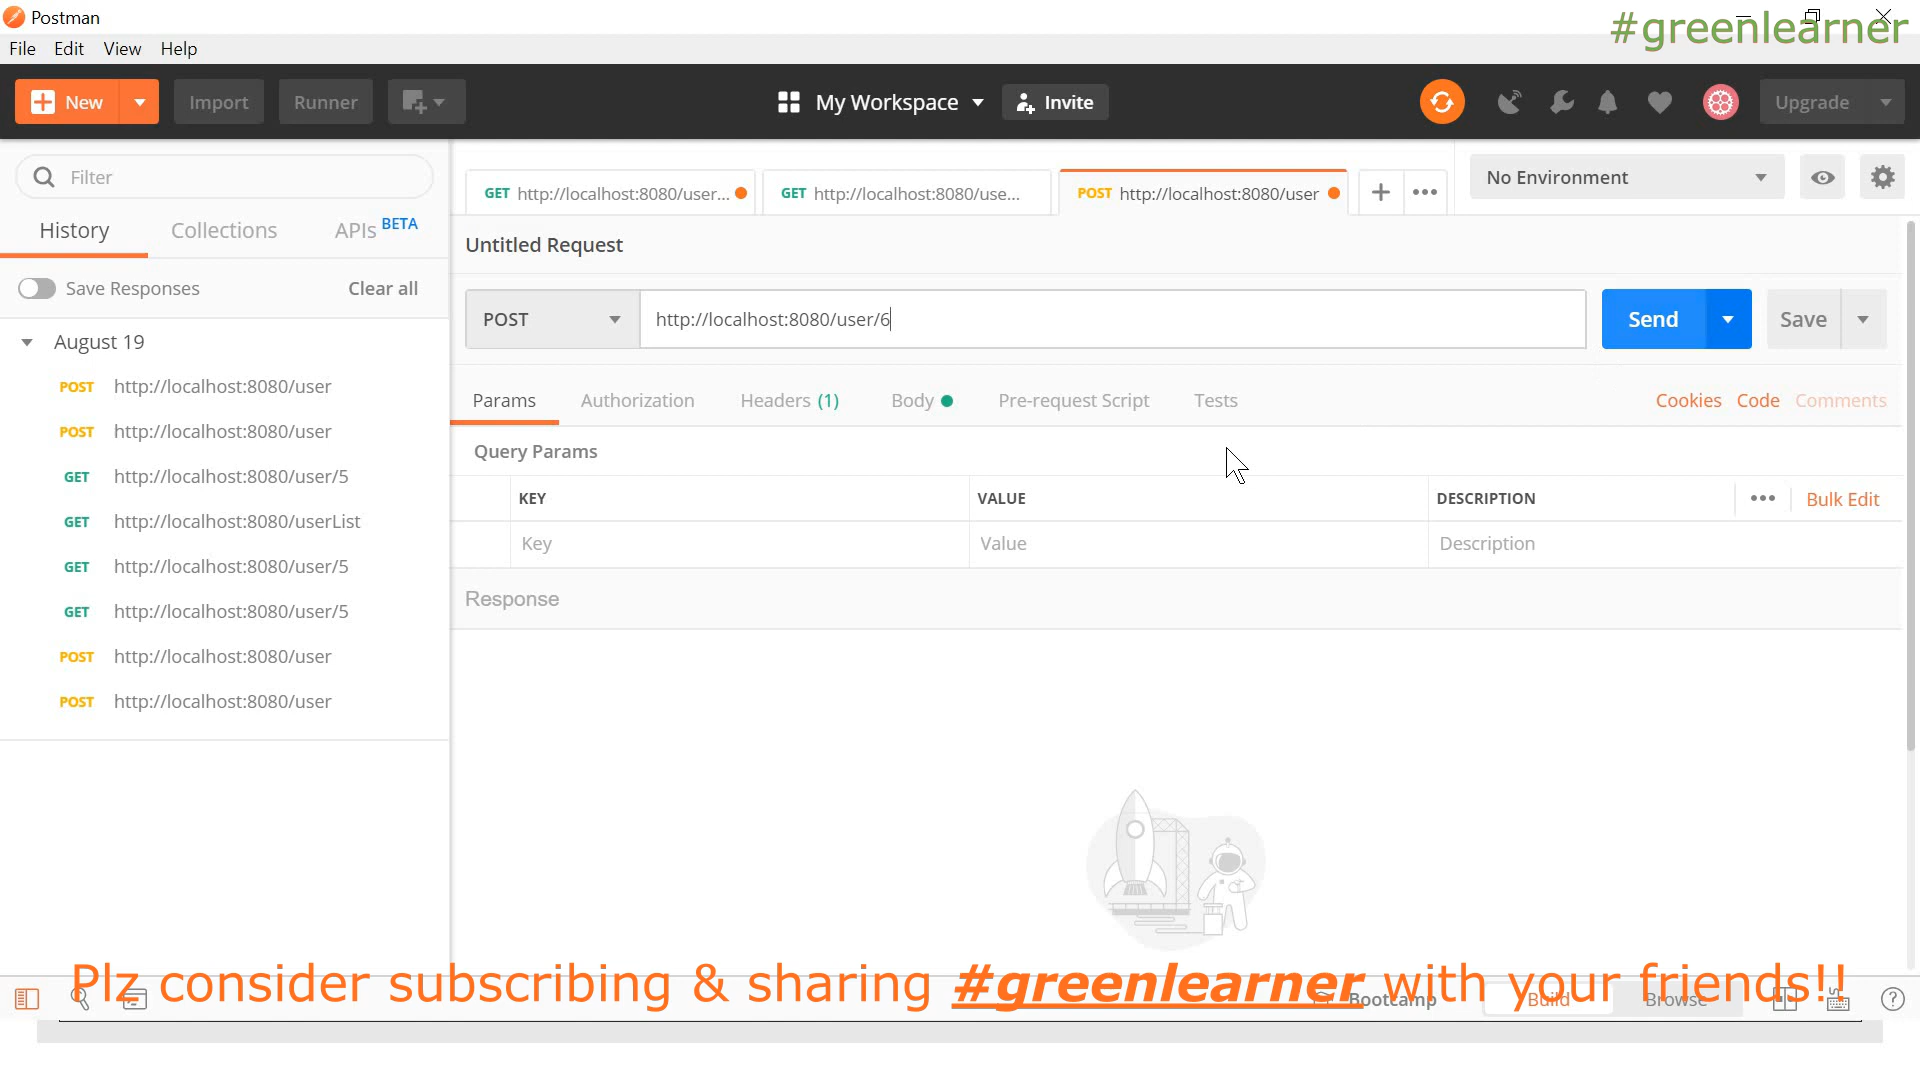 Postman
#greenlearner
File Edit View Help
New Import Runner My Workspace Invite Upgrade
Filter
History Collections APIs BETA
Save Responses Clear all
August 19
POST http://localhost:8080/user
POST http://localhost:8080/user
GET http://localhost:8080/user/5
GET http://localhost:8080/userList
GET http://localhost:8080/user/5
GET http://localhost:8080/user/5
POST http://localhost:8080/user
POST http://localhost:8080/user
GET http://localhost:8080/user... GET http://localhost:8080/use... POST http://localhost:8080/user No Environment
Untitled Request
POST http://localhost:8080/user/6 Send Save
Params Authorization Headers (1) Body Pre-request Script Tests Cookies Code Comments
Query Params
KEY VALUE DESCRIPTION Bulk Edit
Key Value Description
Response
Plz consider subscribing & sharing #greenlearner with your friends!!
Bootcamp Build Browse